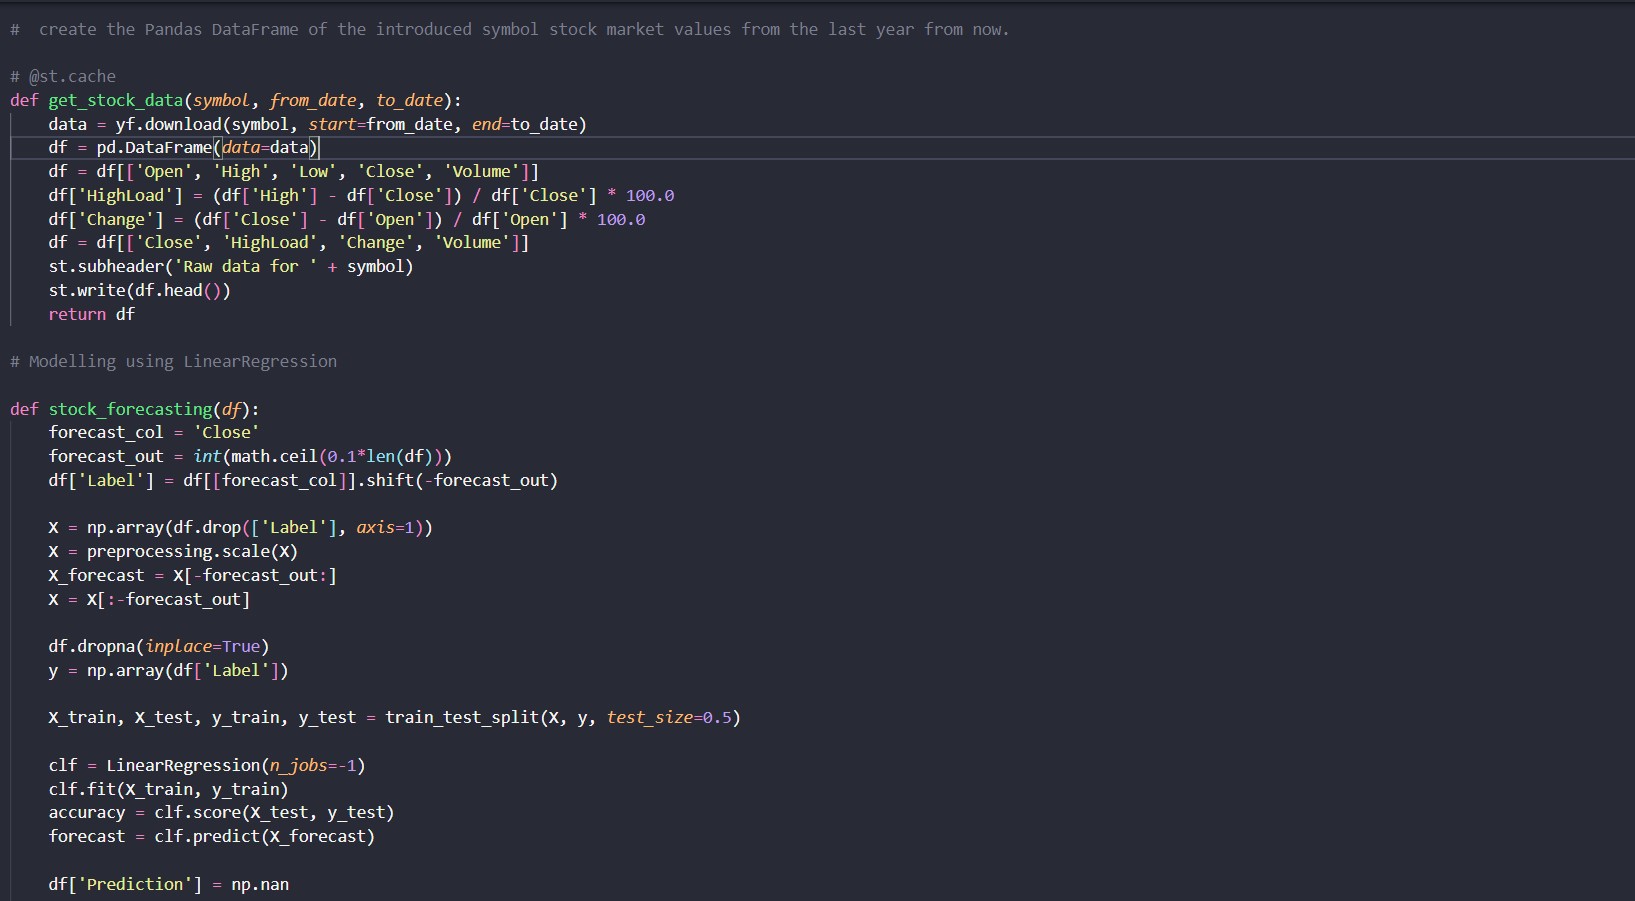 #  create the Pandas DataFrame of the introduced symbol stock market values from the last year from now.
# @st.cache
def get_stock_data(symbol, from_date, to_date):
    data = yf.download(symbol, start=from_date, end=to_date)
    df = pd.DataFrame(data=data)
    df = df[['Open', 'High', 'Low', 'Close', 'Volume']]
    df['HighLoad'] = (df['High'] - df['Close']) / df['Close'] * 100.0
    df['Change'] = (df['Close'] - df['Open']) / df['Open'] * 100.0
    df = df[['Close', 'HighLoad', 'Change', 'Volume']]
    st.subheader('Raw data for ' + symbol)
    st.write(df.head())
    return df
# Modelling using LinearRegression
def stock_forecasting(df):
    forecast_col = 'Close'
    forecast_out = int(math.ceil(0.1*len(df)))
    df['Label'] = df[[forecast_col]].shift(-forecast_out)
    X = np.array(df.drop(['Label'], axis=1))
    X = preprocessing.scale(X)
    X_forecast = X[-forecast_out:]
    X = X[:-forecast_out]
    df.dropna(inplace=True)
    y = np.array(df['Label'])
    X_train, X_test, y_train, y_test = train_test_split(X, y, test_size=0.5)
    clf = LinearRegression(n_jobs=-1)
    clf.fit(X_train, y_train)
    accuracy = clf.score(X_test, y_test)
    forecast = clf.predict(X_forecast)
    df['Prediction'] = np.nan